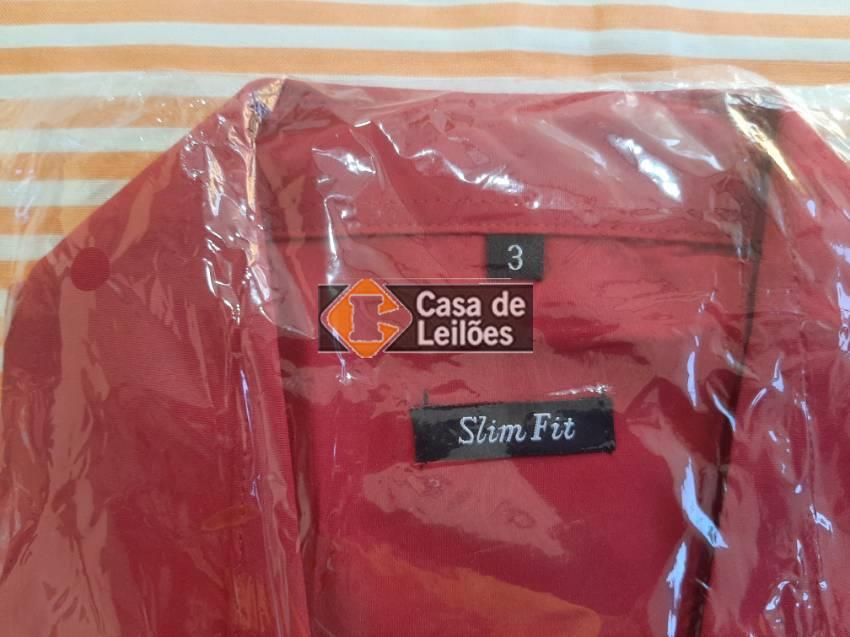 3
Casa de
Leilões
Slim Fit